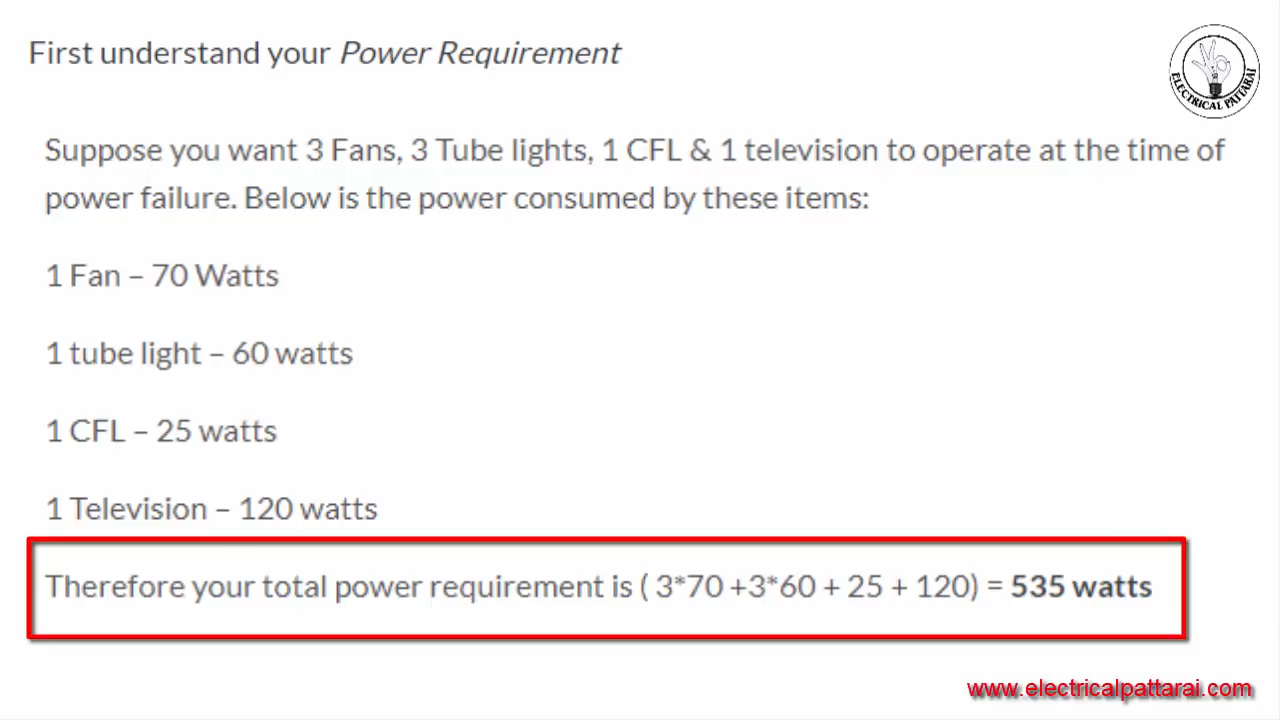 First understand your Power Requirement
ELECTRICAL PATTARAI
Suppose you want 3 Fans, 3 Tube lights, 1 CFL & 1 television to operate at the time of
power failure. Below is the power consumed by these items:
1 Fan – 70 Watts
1 tube light – 60 watts
1 CFL – 25 watts
1 Television – 120 watts
Therefore your total power requirement is ( 3*70 +3*60 + 25 + 120) = 535 watts
www.electricalpattarai.com